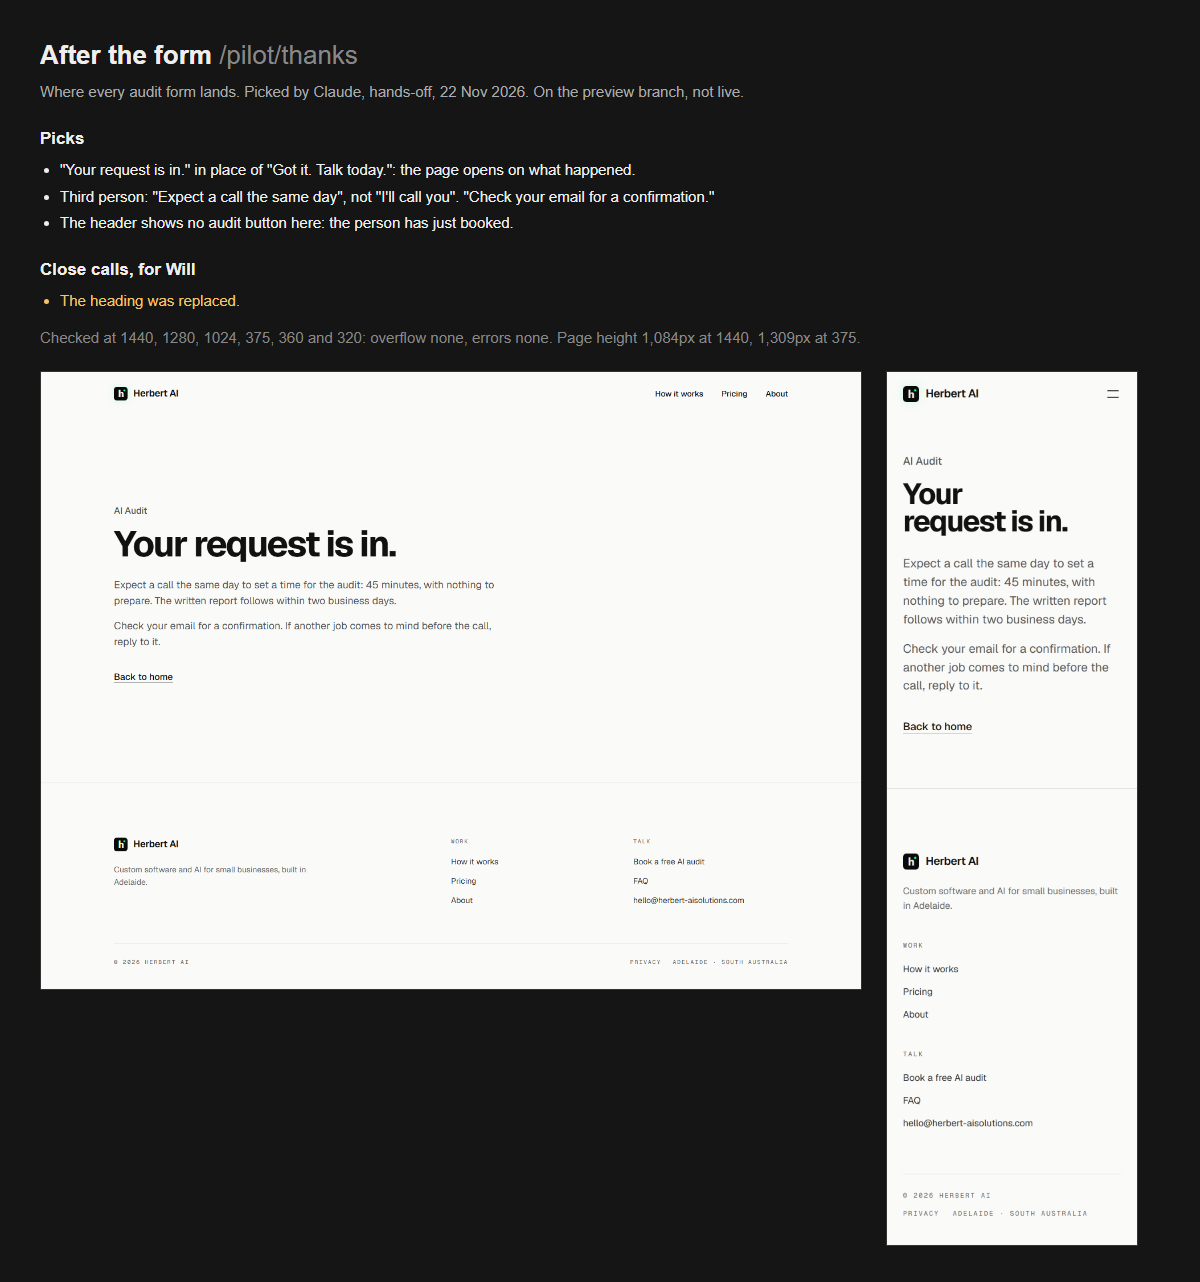 After the form /pilot/thanks
Where every audit form lands. Picked by Claude, hands-off, 22 Nov 2026. On the preview branch, not live.
Picks
"Your request is in." in place of "Got it. Talk today.": the page opens on what happened.
Third person: "Expect a call the same day", not "I'll call you". "Check your email for a confirmation."
The header shows no audit button here: the person has just booked.
Close calls, for Will
The heading was replaced.
Checked at 1440, 1280, 1024, 375, 360 and 320: overflow none, errors none. Page height 1,084px at 1440, 1,309px at 375.
h Herbert AI
How it works Pricing About
AI Audit
Your request is in.
Expect a call the same day to set a time for the audit: 45 minutes, with nothing to
prepare. The written report follows within two business days.
Check your email for a confirmation. If another job comes to mind before the call,
reply to it.
Back to home
h Herbert AI
Custom software and AI for small businesses, built in
Adelaide.
WORK
How it works
Pricing
About
TALK
Book a free AI audit
FAQ
hello@herbert-aisolutions.com
© 2026 HERBERT AI
PRIVACY ADELAIDE · SOUTH AUSTRALIA
h Herbert AI
AI Audit
Your
request is in.
Expect a call the same day to set a
time for the audit: 45 minutes, with
nothing to prepare. The written report
follows within two business days.
Check your email for a confirmation. If
another job comes to mind before the
call, reply to it.
Back to home
h Herbert AI
Custom software and AI for small businesses, built
in Adelaide.
WORK
How it works
Pricing
About
TALK
Book a free AI audit
FAQ
hello@herbert-aisolutions.com
© 2026 HERBERT AI
PRIVACY ADELAIDE · SOUTH AUSTRALIA